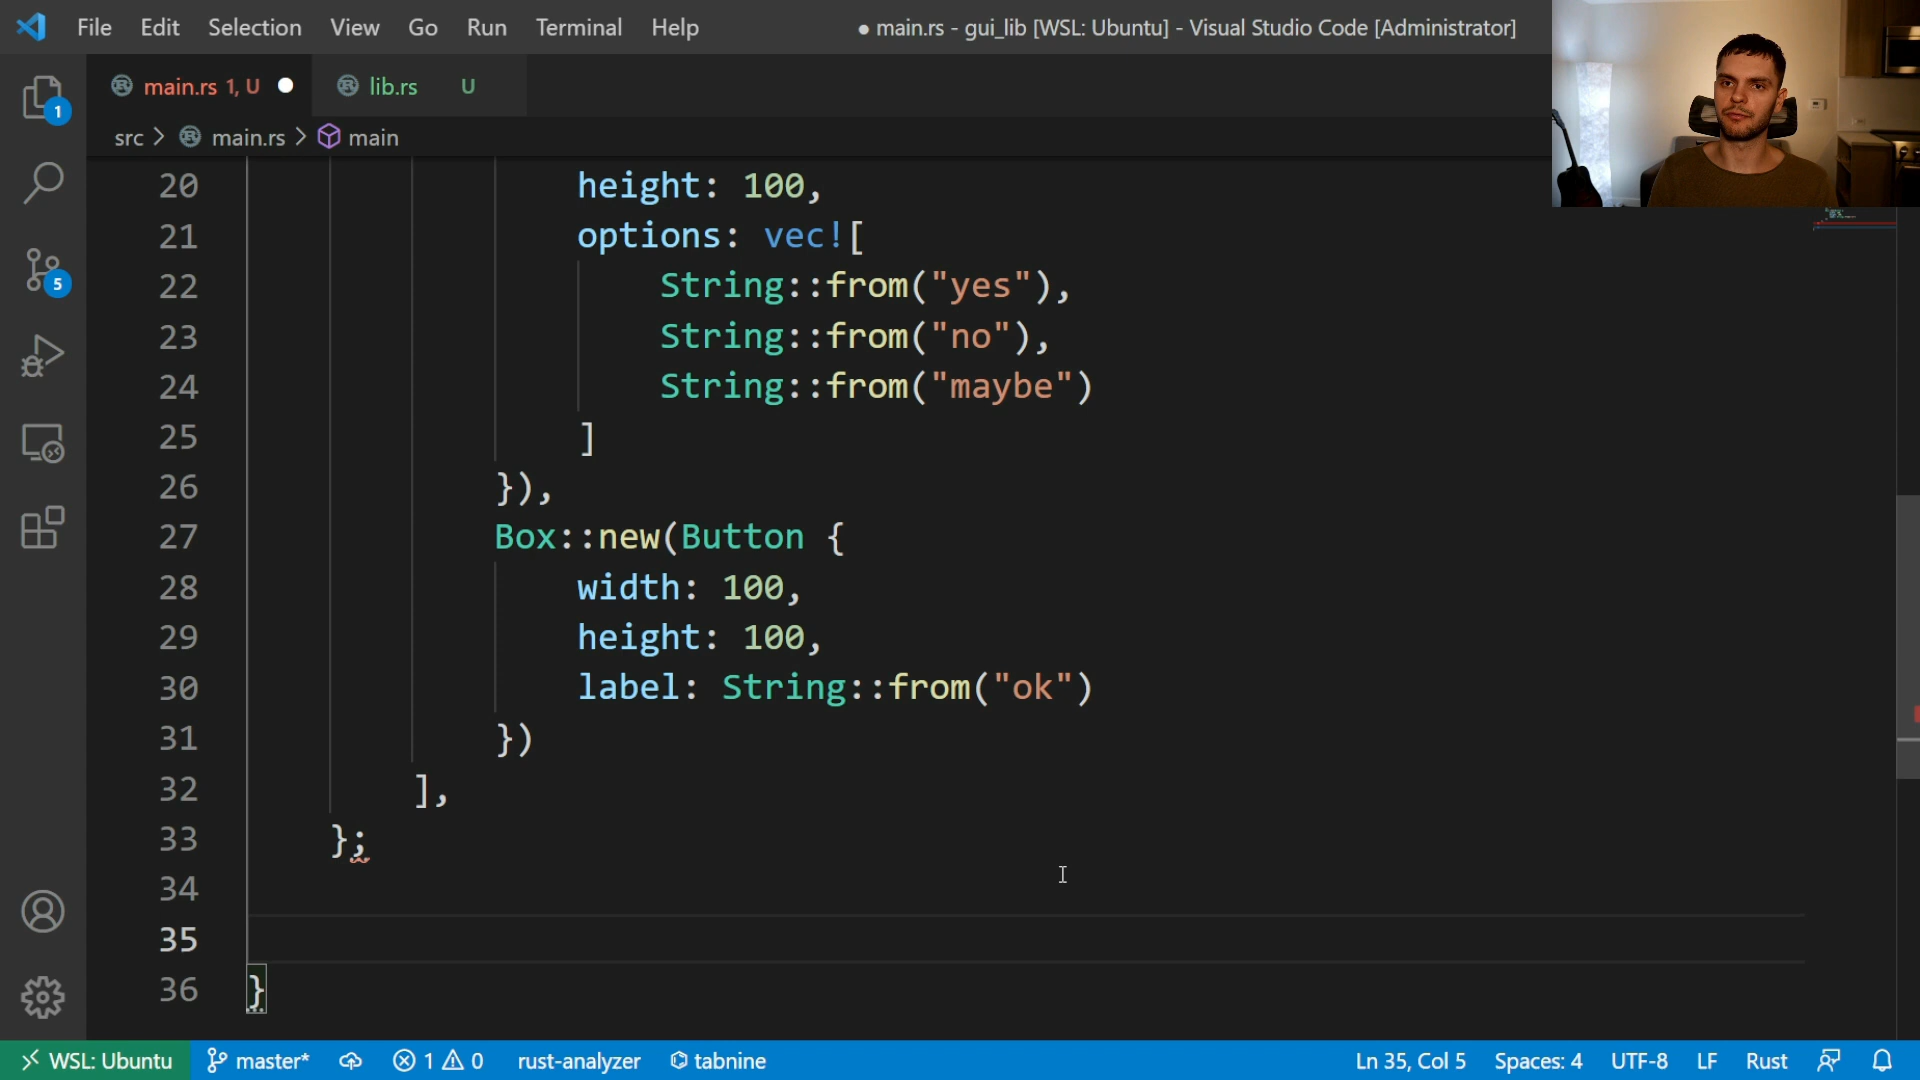 File Edit Selection View Go Run Terminal Help ● main.rs - gui_lib [WSL: Ubuntu] - Visual Studio Code [Administrator]
main.rs 1, U ● lib.rs U
src > main.rs > main
20 height: 100,
21 options: vec![
22 String::from("yes"),
23 String::from("no"),
24 String::from("maybe")
25 ]
26 }),
27 Box::new(Button {
28 width: 100,
29 height: 100,
30 label: String::from("ok")
31 })
32 ],
33 };
34
35
36 }
1
5
WSL: Ubuntu master* 1 0 rust-analyzer tabnine Ln 35, Col 5 Spaces: 4 UTF-8 LF Rust